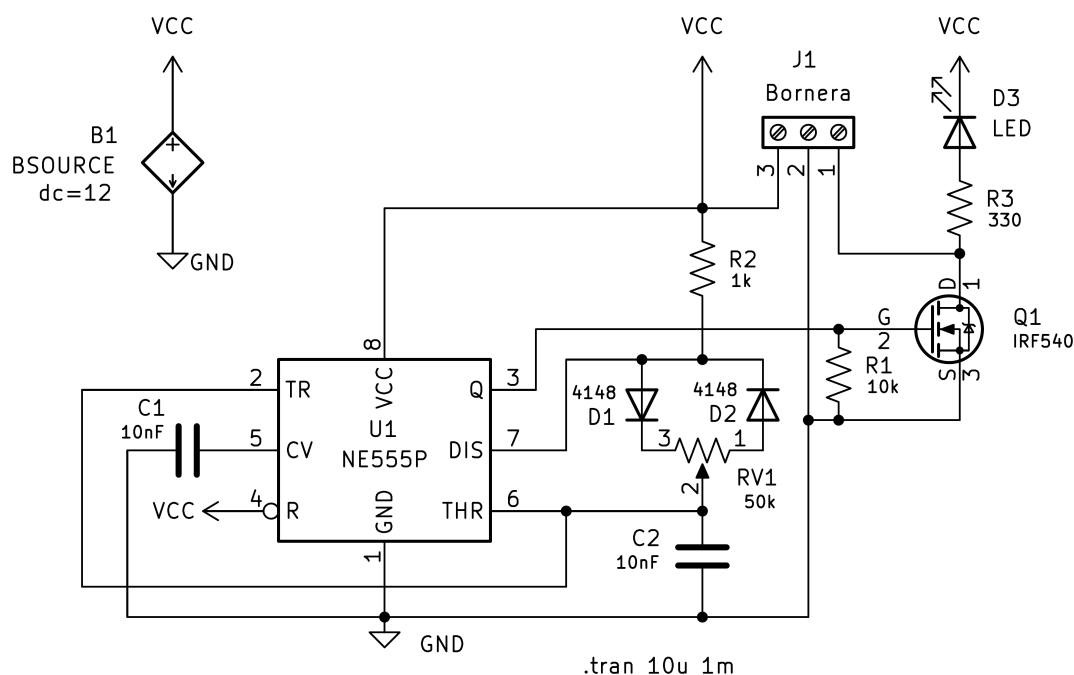 VCC
VCC
VCC
J1
Bornera
D3
LED
B1
BSOURCE
dc=12
GND
3
2
1
R3
330
R2
1k
D
1
G
2
Q1
IRF540
S
3
R1
10k
8
2
TR
VCC
Q
3
C1
10nF
5
CV
U1
NE555P
DIS
7
4148
D1
4148
D2
3
1
RV1
50k
2
VCC
4
R
GND
THR
6
1
C2
10nF
GND
.tran 10u 1m